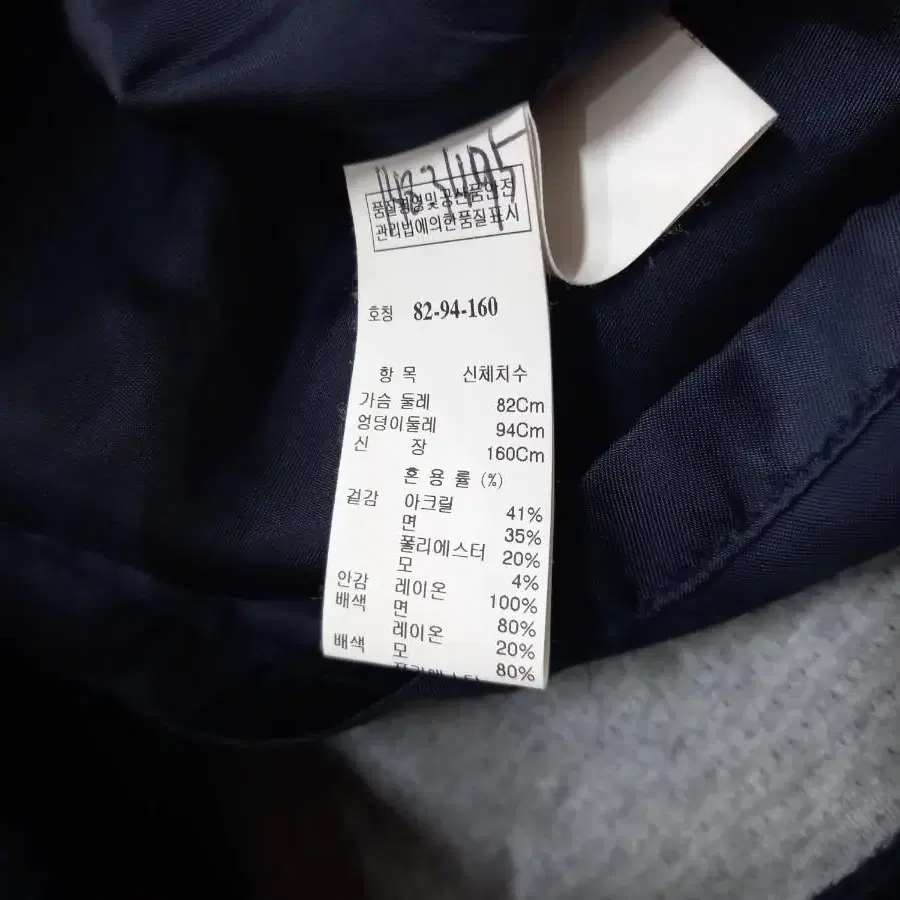 품질경영및공산품안전
관리법에의한품질표시
호칭 82-94-160
항 목 신체치수
가슴 둘레 82Cm
엉덩이둘레 94Cm
신 장 160Cm
혼 용 률 (%)
겉감 아크릴 41%
면 35%
폴리에스터 20%
모 4%
안감 레이온 100%
배색 면 80%
레이온 20%
배색 모 80%